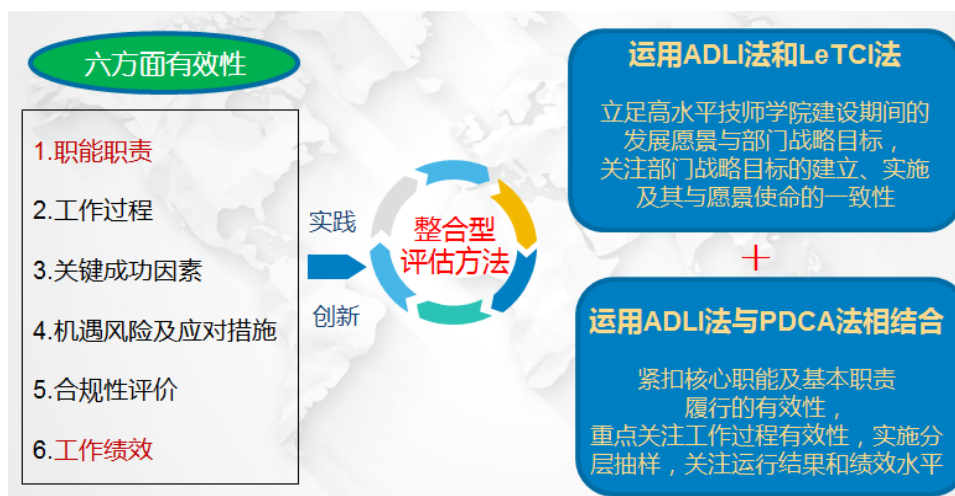 六方面有效性
1.职能职责
2.工作过程
3.关键成功因素
4.机遇风险及应对措施
5.合规性评价
6.工作绩效
实践
创新
整合型
评估方法
运用ADLI法和LeTCI法
立足高水平技师学院建设期间的
发展愿景与部门战略目标，
关注部门战略目标的建立、实施
及其与愿景使命的一致性
+
运用ADLI法与PDCA法相结合
紧扣核心职能及基本职责
履行的有效性，
重点关注工作过程有效性，实施分
层抽样，关注运行结果和绩效水平